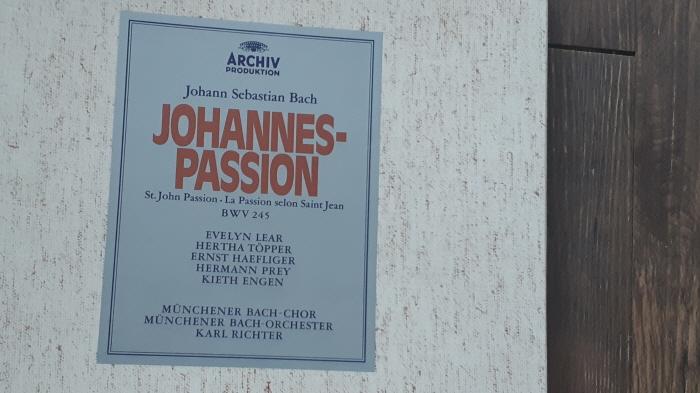 ARCHIV
PRODUKTION
Johann Sebastian Bach
JOHANNES-
PASSION
St. John Passion · La Passion selon Saint Jean
BWV 245
EVELYN LEAR
HERTHA TÖPPER
ERNST HAEFLIGER
HERMANN PREY
KIETH ENGEN
MÜNCHENER BACH-CHOR
MÜNCHENER BACH-ORCHESTER
KARL RICHTER